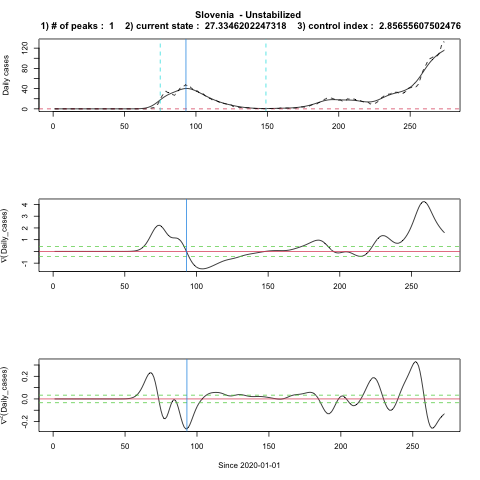 Slovenia - Unstabilized
1) # of peaks : 1 2) current state : 27.3346202247318 3) control index : 2.85655607502476
Daily cases
0 40 80 120
0 50 100 150 200 250
∇(Daily_cases)
-1 1 2 3 4
0 50 100 150 200 250
∇²(Daily_cases)
-0.2 0.0 0.2
0 50 100 150 200 250
Since 2020-01-01